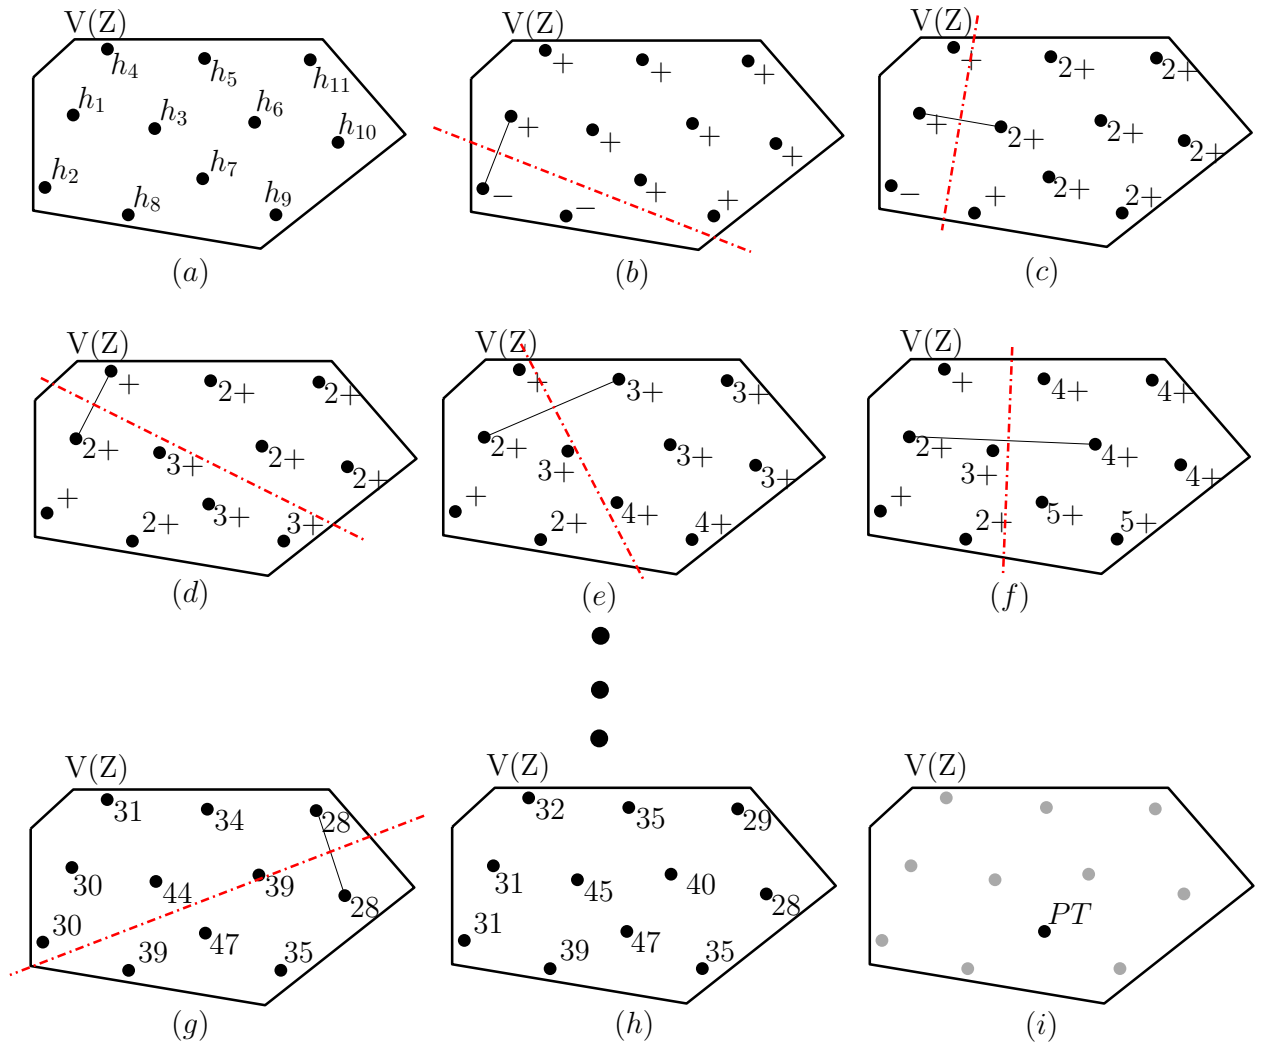 V(Z)
h4 h5 h11
h1 h3 h6 h10
h2 h7
h8 h9
(a)
V(Z)
+ + +
+ + + +
− − + +
(b)
V(Z)
+ 2+ 2+
+ 2+ 2+ 2+
− + 2+ 2+
(c)
V(Z)
+ 2+ 2+
2+ 3+ 2+ 2+
+ 2+ 3+ 3+
(d)
V(Z)
+ 3+ 3+
2+ 3+ 3+ 3+
+ 2+ 4+ 4+
(e)
V(Z)
+ 4+ 4+
2+ 3+ 4+ 4+
+ 2+ 5+ 5+
(f)
V(Z)
31 34 28
30 44 39 28
30 39 47 35
(g)
V(Z)
32 35 29
31 45 40 28
31 39 47 35
(h)
V(Z)
PT
(i)